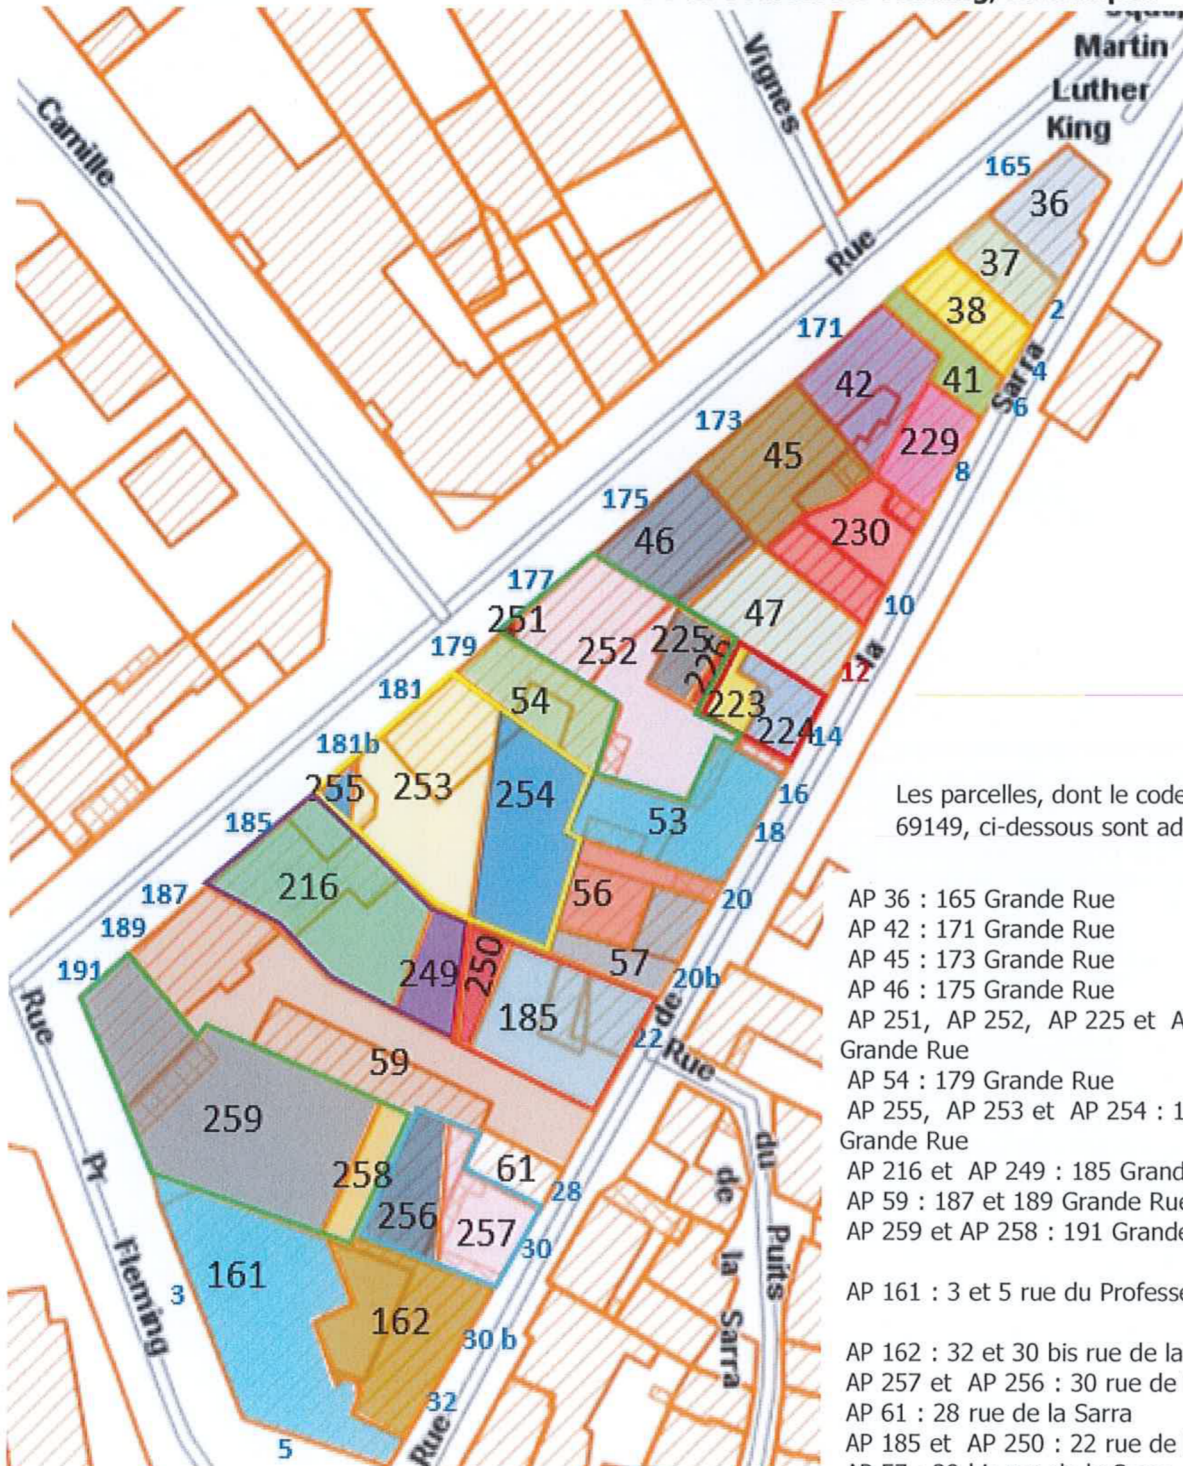 Martin
Luther
King
Vignes
Camille
165
36
Rue
37
38
2
171
Sarra
4
41
6
42
173
229
8
45
175
230
46
10
177
47
251
225
252
226
179
12
la
54
223
181
224
14
181b
255
253
254
16
53
18
185
216
187
56
20
189
57
249
250
20b
191
de
185
22
Rue
Rue
59
259
du
61
258
de
28
Pr
256
257
la
Puits
30
161
Fleming
3
Sarra
162
30 b
32
Rue
5
Les parcelles, dont le code
69149, ci-dessous sont ad
AP 36 : 165 Grande Rue
AP 42 : 171 Grande Rue
AP 45 : 173 Grande Rue
AP 46 : 175 Grande Rue
AP 251, AP 252, AP 225 et A
Grande Rue
AP 54 : 179 Grande Rue
AP 255, AP 253 et AP 254 : 1
Grande Rue
AP 216 et AP 249 : 185 Grand
AP 59 : 187 et 189 Grande Rue
AP 259 et AP 258 : 191 Grande
AP 161 : 3 et 5 rue du Professe
AP 162 : 32 et 30 bis rue de la
AP 257 et AP 256 : 30 rue de
AP 61 : 28 rue de la Sarra
AP 185 et AP 250 : 22 rue de